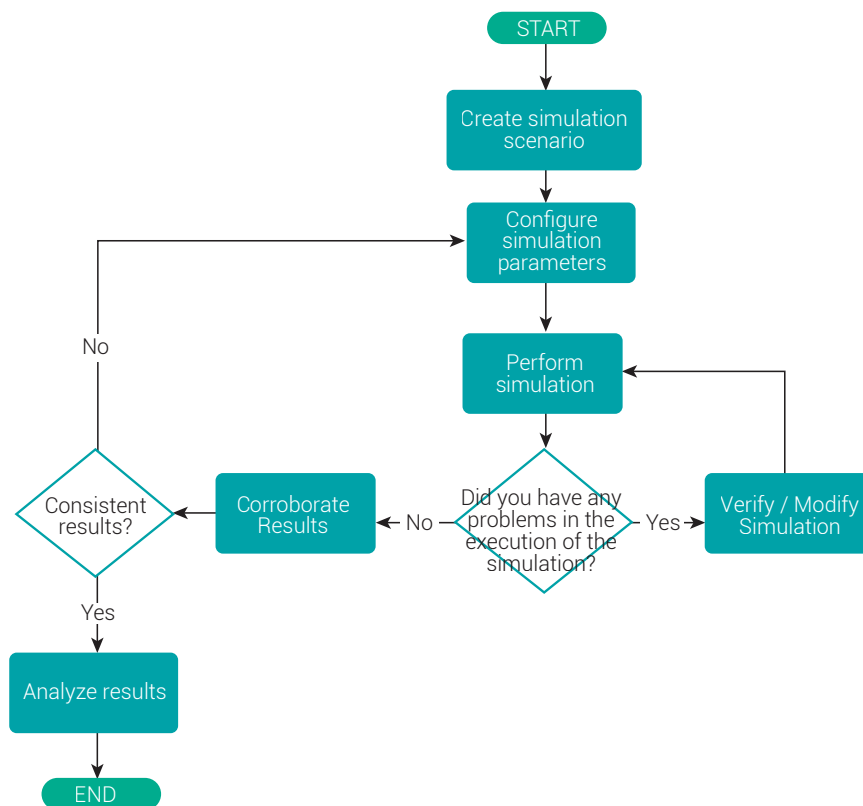 START
Create simulation
scenario
Configure
simulation
parameters
No
Perform
simulation
Consistent
results?
Corroborate
Results
No
Did you have any
problems in the
execution of the
simulation?
Yes
Verify / Modify
Simulation
Yes
Analyze results
END